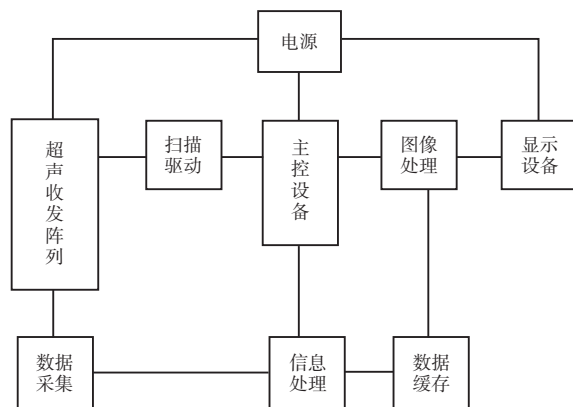 电源
超
声
收
发
阵
列
扫描
驱动
主
控
设
备
图像
处理
显示
设备
数据
采集
信息
处理
数据
缓存